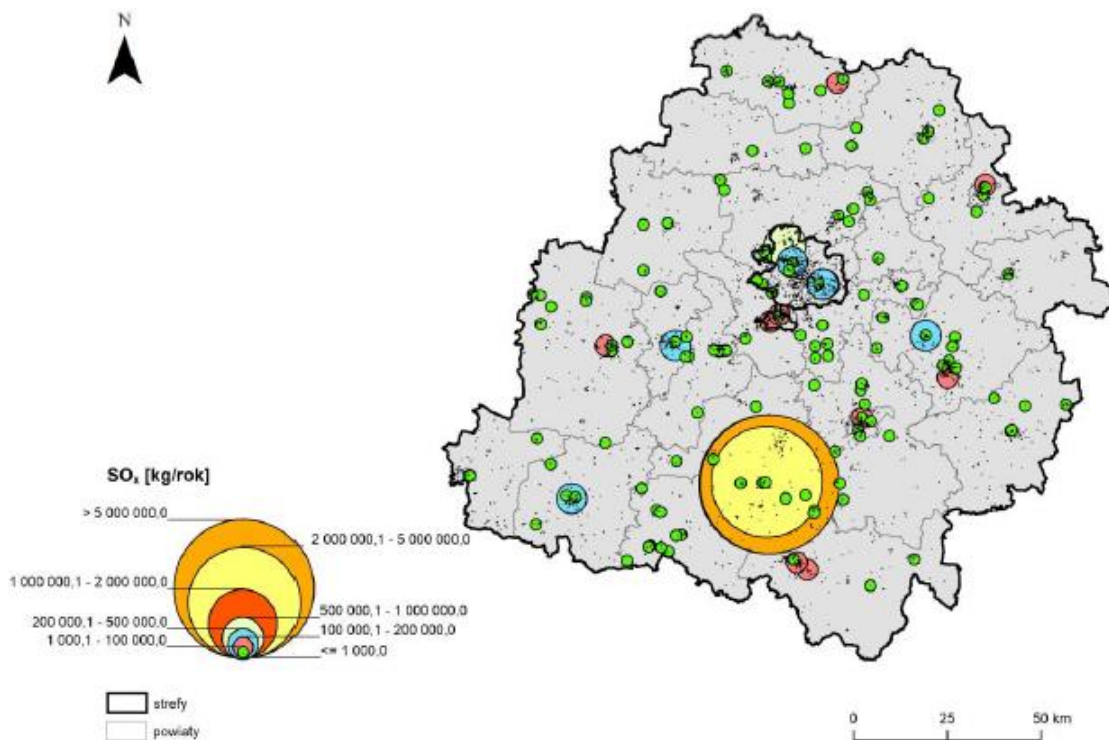 N
SOx [kg/rok]
> 5 000 000,0
2 000 000,1 - 5 000 000,0
1 000 000,1 - 2 000 000,0
500 000,1 - 1 000 000,0
200 000,1 - 500 000,0
100 000,1 - 200 000,0
1 000,1 - 100 000,0
<= 1 000,0
strefy
powiaty
0 25 50 km